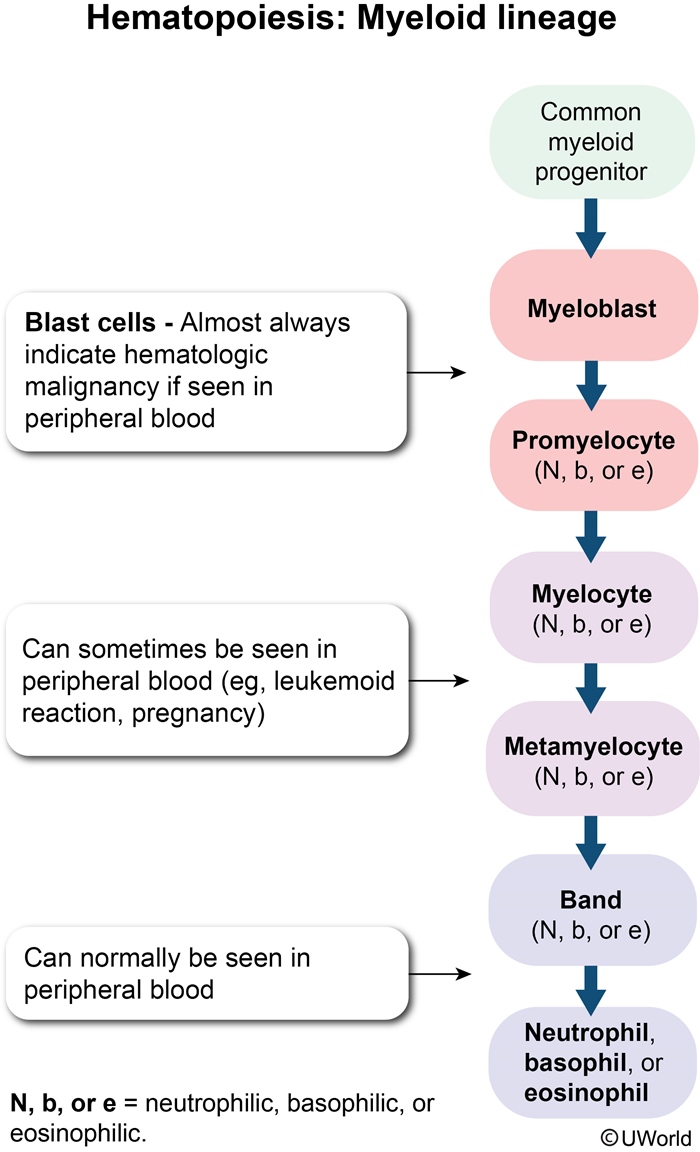 Hematopoiesis: Myeloid lineage
Common
myeloid
progenitor
Myeloblast
Blast cells - Almost always
indicate hematologic
malignancy if seen in
peripheral blood
Promyelocyte
(N, b, or e)
Myelocyte
(N, b, or e)
Can sometimes be seen in
peripheral blood (eg, leukemoid
reaction, pregnancy)
Metamyelocyte
(N, b, or e)
Band
(N, b, or e)
Can normally be seen in
peripheral blood
Neutrophil,
basophil, or
eosinophil
N, b, or e = neutrophilic, basophilic, or
eosinophilic.
©UWorld